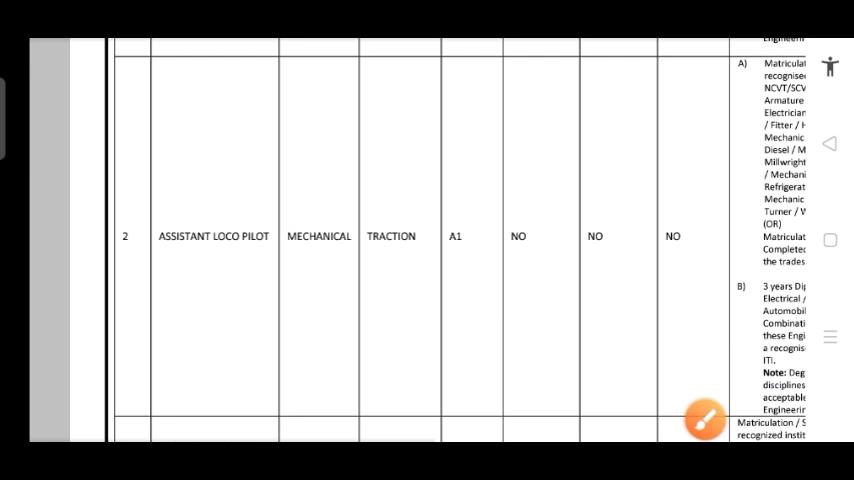 2 ASSISTANT LOCO PILOT MECHANICAL TRACTION A1 NO NO NO
A) Matriculat
recognised
NCVT/SCV
Armature
Electrician
/ Fitter / H
Mechanic
Diesel / M
Millwright
/ Mechani
Refrigerat
Mechanic
Turner / W
(OR)
Matriculat
Completed
the trades
B) 3 years Dip
Electrical /
Automobil
Combinati
these Engi
a recognis
ITI.
Note: Deg
disciplines
acceptable
Engineerin
Matriculation / S
recognized instit